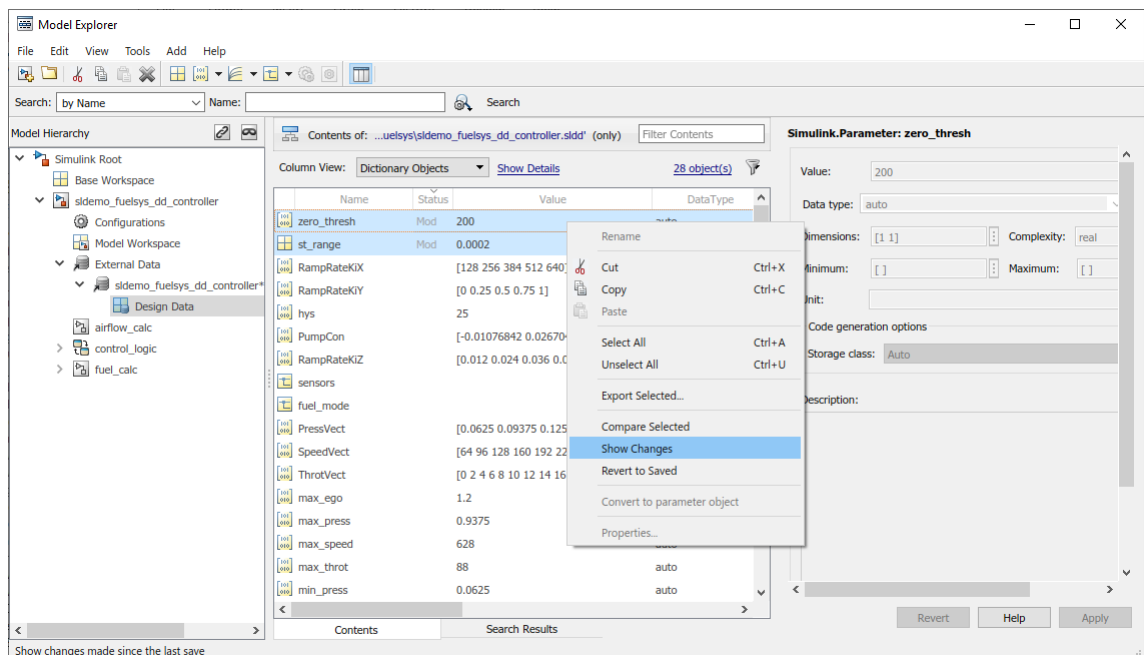 Model Explorer
File Edit View Tools Add Help
Search: by Name Name: Search
Model Hierarchy
Simulink Root
Base Workspace
sldemo_fuelsys_dd_controller
Configurations
Model Workspace
External Data
sldemo_fuelsys_dd_controller*
Design Data
airflow_calc
control_logic
fuel_calc
Contents of: ...uelsys\sldemo_fuelsys_dd_controller.sldd' (only) Filter Contents
Column View: Dictionary Objects Show Details 28 object(s)
Name Status Value DataType
zero_thresh Mod 200 auto
st_range Mod 0.0002
RampRateKiX [128 256 384 512 640]
RampRateKiY [0 0.25 0.5 0.75 1]
hys 25
PumpCon [-0.01076842 0.02670
RampRateKiZ [0.012 0.024 0.036 0.0
sensors
fuel_mode
PressVect [0.0625 0.09375 0.125
SpeedVect [64 96 128 160 192 22
ThrotVect [0 2 4 6 8 10 12 14 16
max_ego 1.2
max_press 0.9375
max_speed 628
max_throt 88 auto
min_press 0.0625 auto
Contents Search Results
Rename
Cut Ctrl+X
Copy Ctrl+C
Paste
Select All Ctrl+A
Unselect All Ctrl+U
Export Selected...
Compare Selected
Show Changes
Revert to Saved
Convert to parameter object
Properties...
Simulink.Parameter: zero_thresh
Value: 200
Data type: auto
Dimensions: [1 1] Complexity: real
Minimum: [ ] Maximum: [ ]
Unit:
Code generation options
Storage class: Auto
Description:
Revert Help Apply
Show changes made since the last save